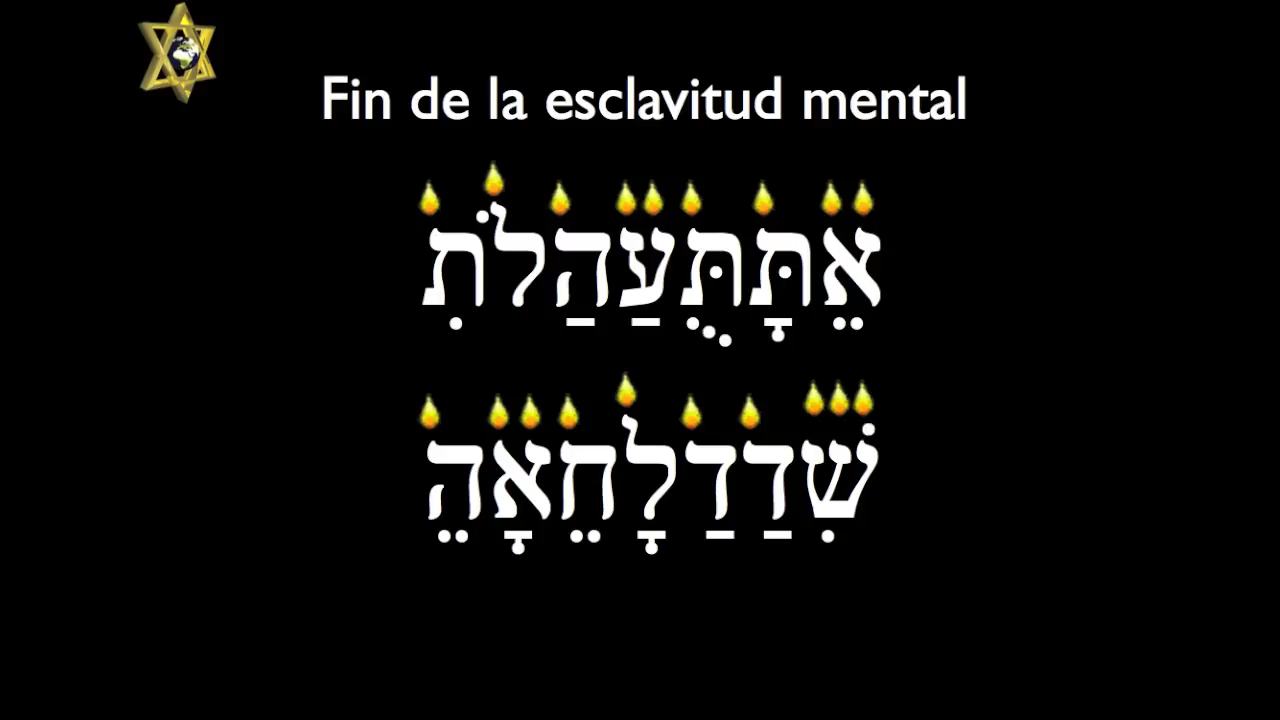 Fin de la esclavitud mental
אֵתָּתֻּעַהַלֹתִ
שִׁדַדַלָחֵאָהֵ